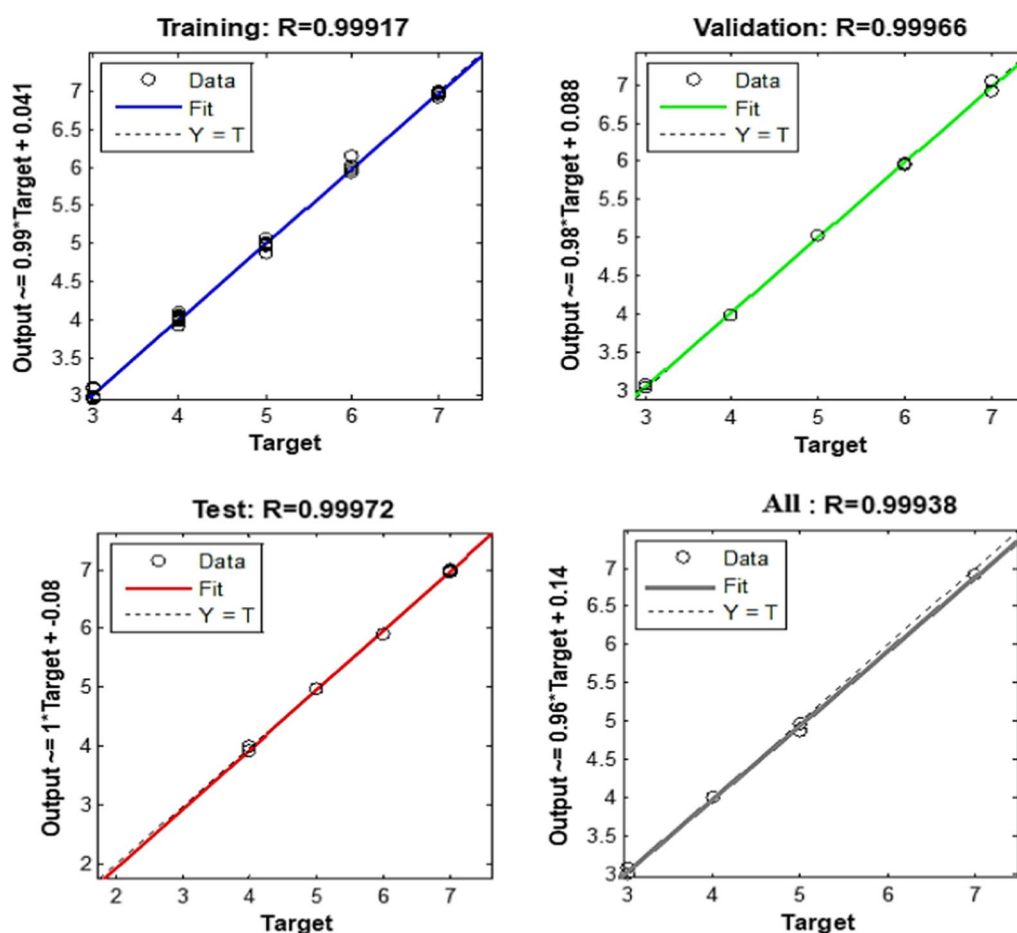 Training: R=0.99917
Output ~= 0.99*Target + 0.041
Data
Fit
Y = T
7
6.5
6
5.5
5
4.5
4
3.5
3
3 4 5 6 7
Target
Validation: R=0.99966
Output ~= 0.98*Target + 0.088
Data
Fit
Y = T
7
6.5
6
5.5
5
4.5
4
3.5
3
3 4 5 6 7
Target
Test: R=0.99972
Output ~= 1*Target + -0.08
Data
Fit
Y = T
7
6
5
4
3
2
2 3 4 5 6 7
Target
All : R=0.99938
Output ~= 0.96*Target + 0.14
Data
Fit
Y = T
7
6.5
6
5.5
5
4.5
4
3.5
3
3 4 5 6 7
Target